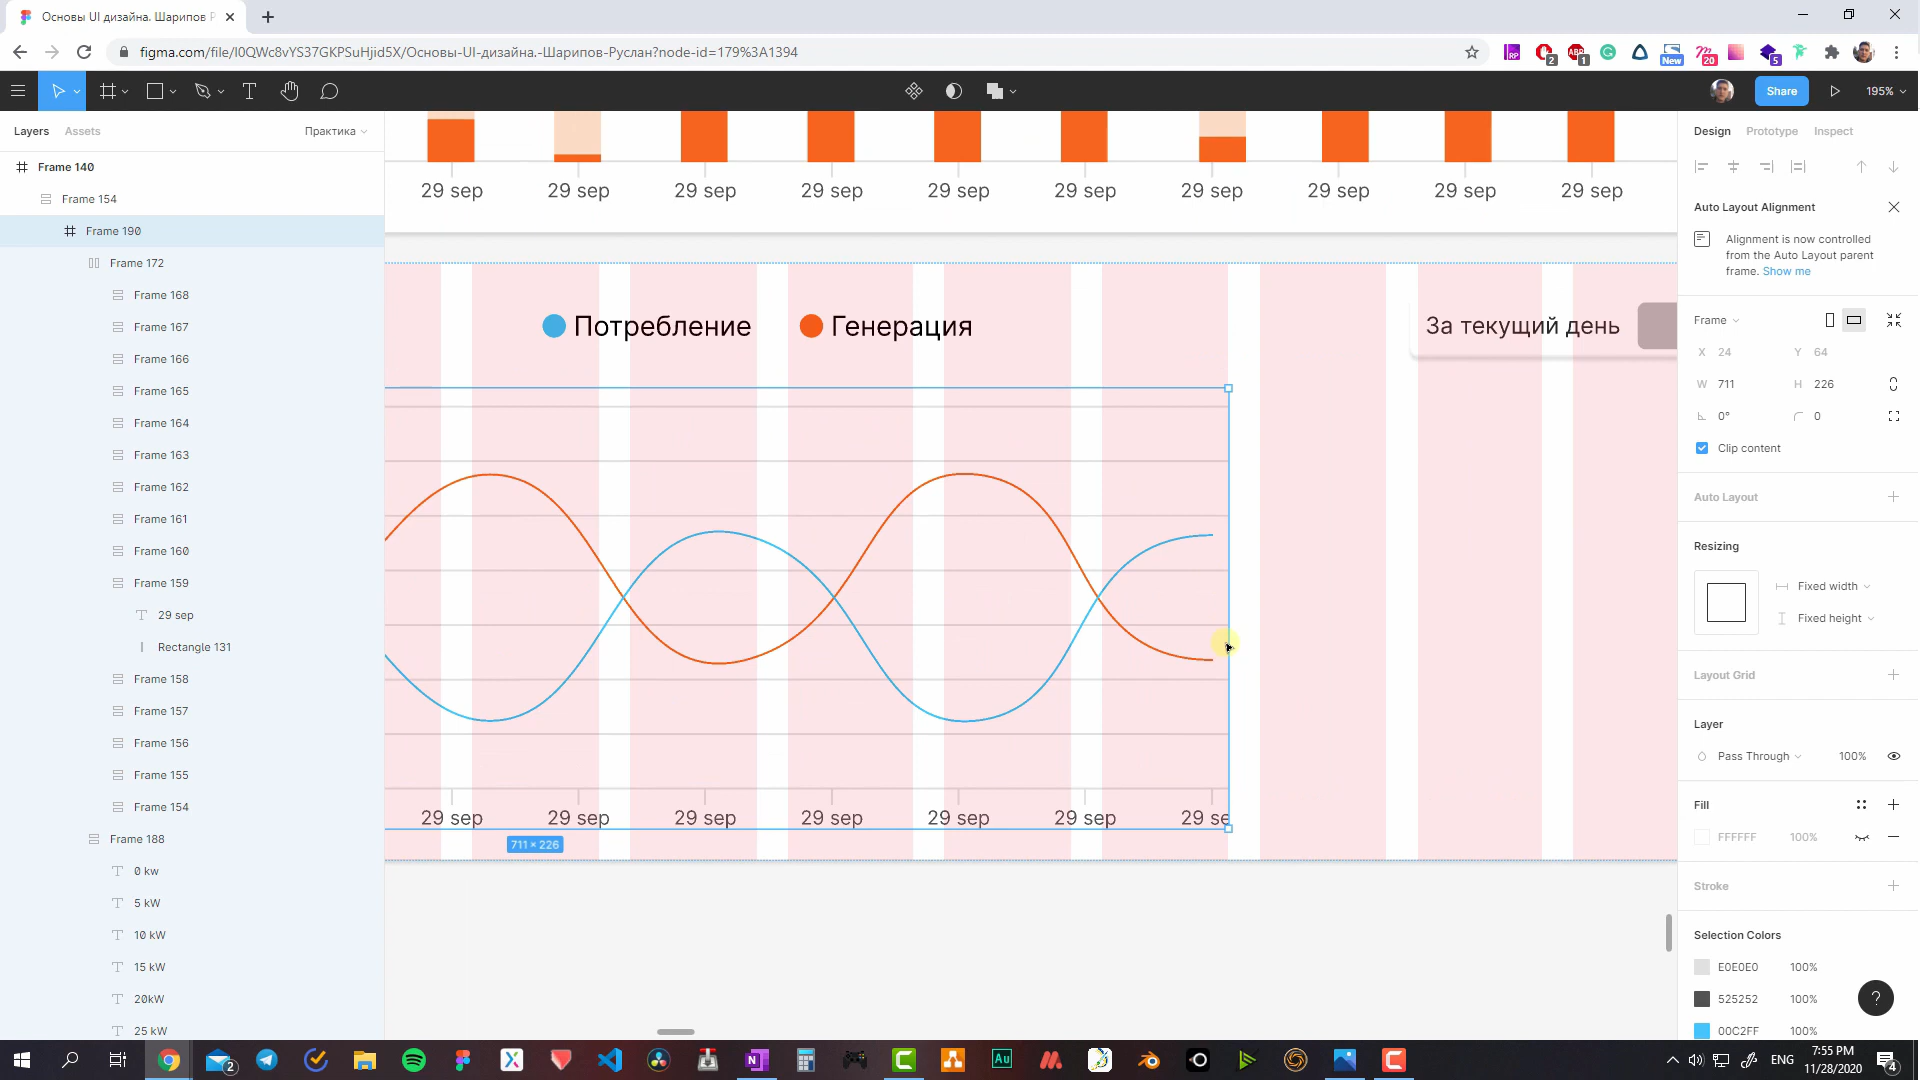 Основы UI дизайна. Шарипов Р
figma.com/file/I0QWc8vYS37GKPSuHjid5X/Основы-UI-дизайна.-Шарипов-Руслан?node-id=179%3A1394
2
ABP
1
New
20
5
Share
195%
Layers
Assets
Практика
Frame 140
Frame 154
Frame 190
Frame 172
Frame 168
Frame 167
Frame 166
Frame 165
Frame 164
Frame 163
Frame 162
Frame 161
Frame 160
Frame 159
29 sep
Rectangle 131
Frame 158
Frame 157
Frame 156
Frame 155
Frame 154
Frame 188
0 kw
5 kW
10 kW
15 kW
20kW
25 kW
29 sep 29 sep 29 sep 29 sep 29 sep 29 sep 29 sep 29 sep 29 sep 29 sep
Потребление
Генерация
За текущий день
29 sep 29 sep 29 sep 29 sep 29 sep 29 sep 29 se
711 × 226
Design
Prototype
Inspect
Auto Layout Alignment
Alignment is now controlled
from the Auto Layout parent
frame. Show me
Frame
X 24
Y 64
W 711
H 226
0°
0
Clip content
Auto Layout
Resizing
Fixed width
Fixed height
Layout Grid
Layer
Pass Through
100%
Fill
FFFFFF
100%
Stroke
Selection Colors
E0E0E0
100%
525252
100%
00C2FF
100%
?
2
Au
ENG
7:55 PM
11/28/2020
4